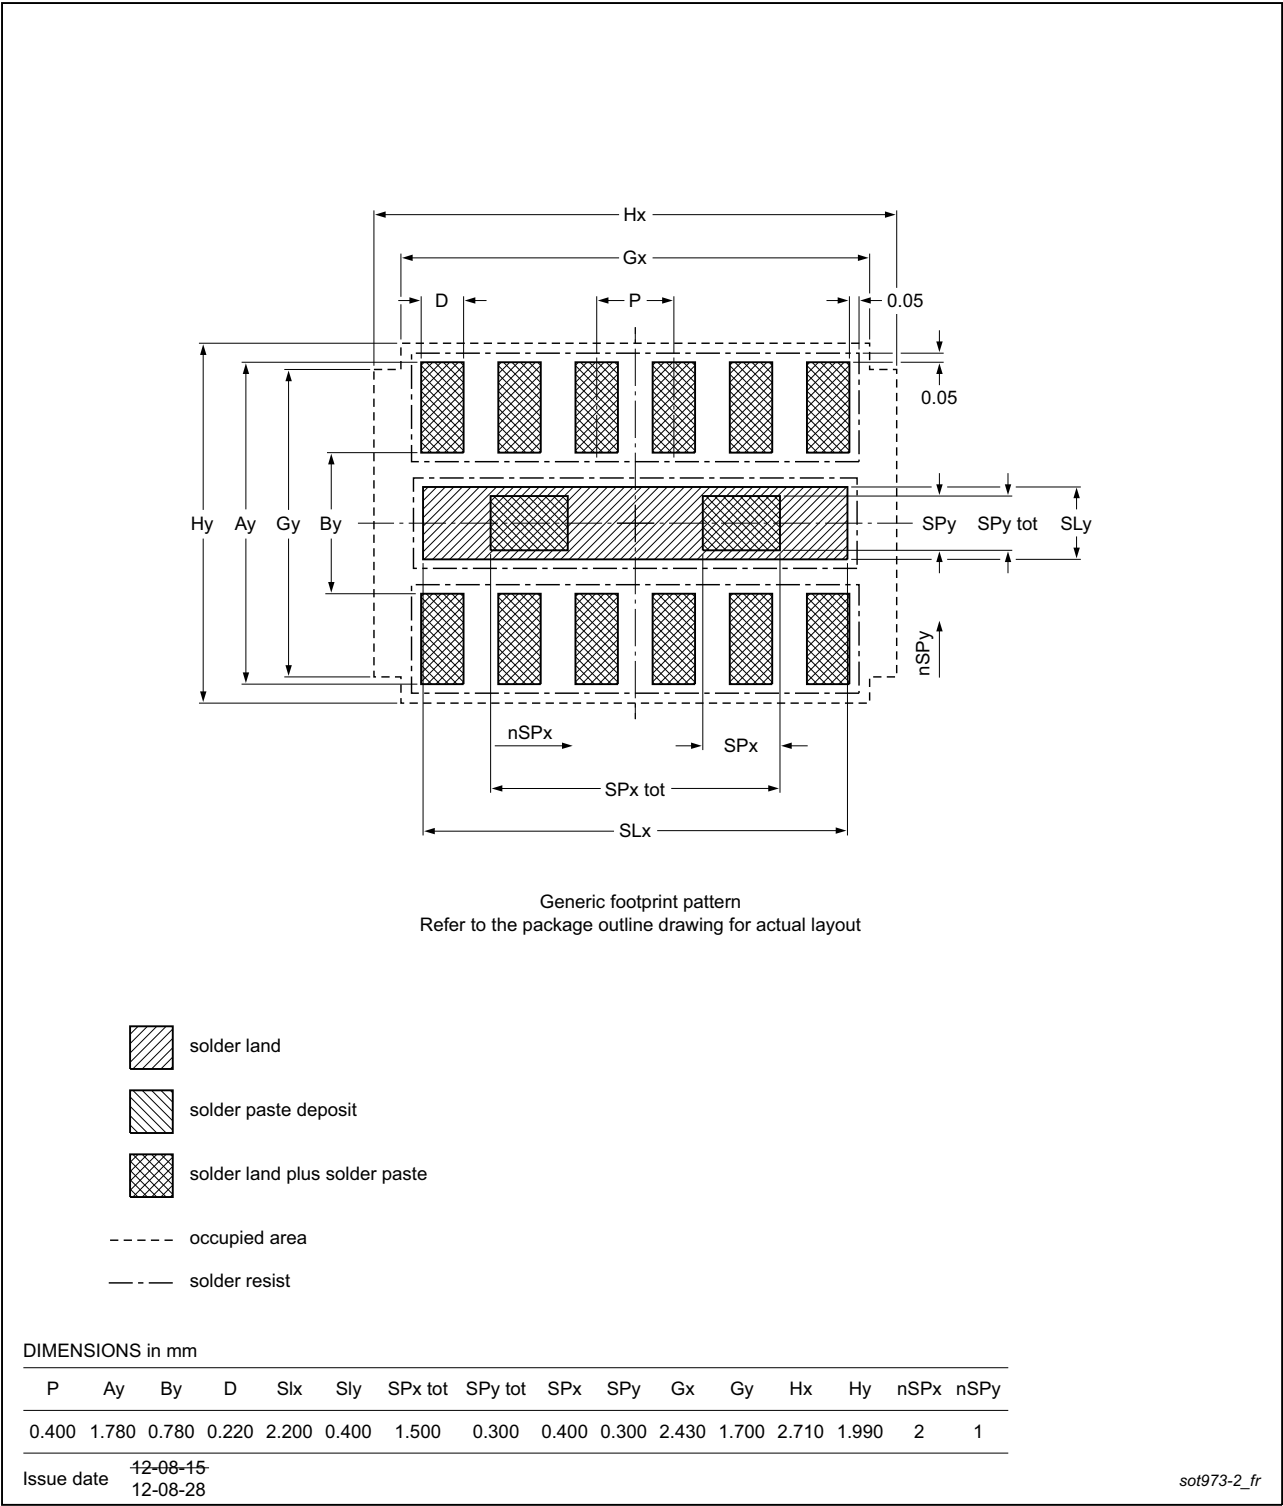 Hx
Gx
D
P
0.05
0.05
Hy
Ay
Gy
By
SPy
SPy tot
SLy
nSPy
nSPx
SPx
SPx tot
SLx
Generic footprint pattern
Refer to the package outline drawing for actual layout
solder land
solder paste deposit
solder land plus solder paste
occupied area
solder resist
DIMENSIONS in mm
P Ay By D Slx Sly SPx tot SPy tot SPx SPy Gx Gy Hx Hy nSPx nSPy
0.400 1.780 0.780 0.220 2.200 0.400 1.500 0.300 0.400 0.300 2.430 1.700 2.710 1.990 2 1
Issue date
12-08-15
12-08-28
sot973-2_fr